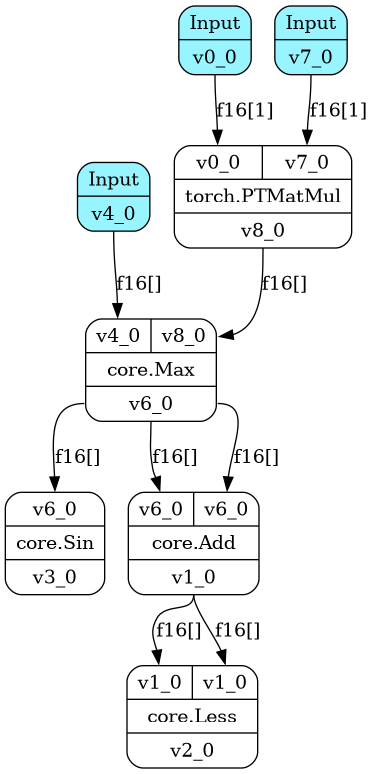 Input
v0_0
Input
v7_0
f16[1]
f16[1]
v0_0 v7_0
torch.PTMatMul
v8_0
Input
v4_0
f16[]
f16[]
v4_0 v8_0
core.Max
v6_0
f16[]
f16[]
f16[]
v6_0
core.Sin
v3_0
v6_0 v6_0
core.Add
v1_0
f16[]
f16[]
v1_0 v1_0
core.Less
v2_0